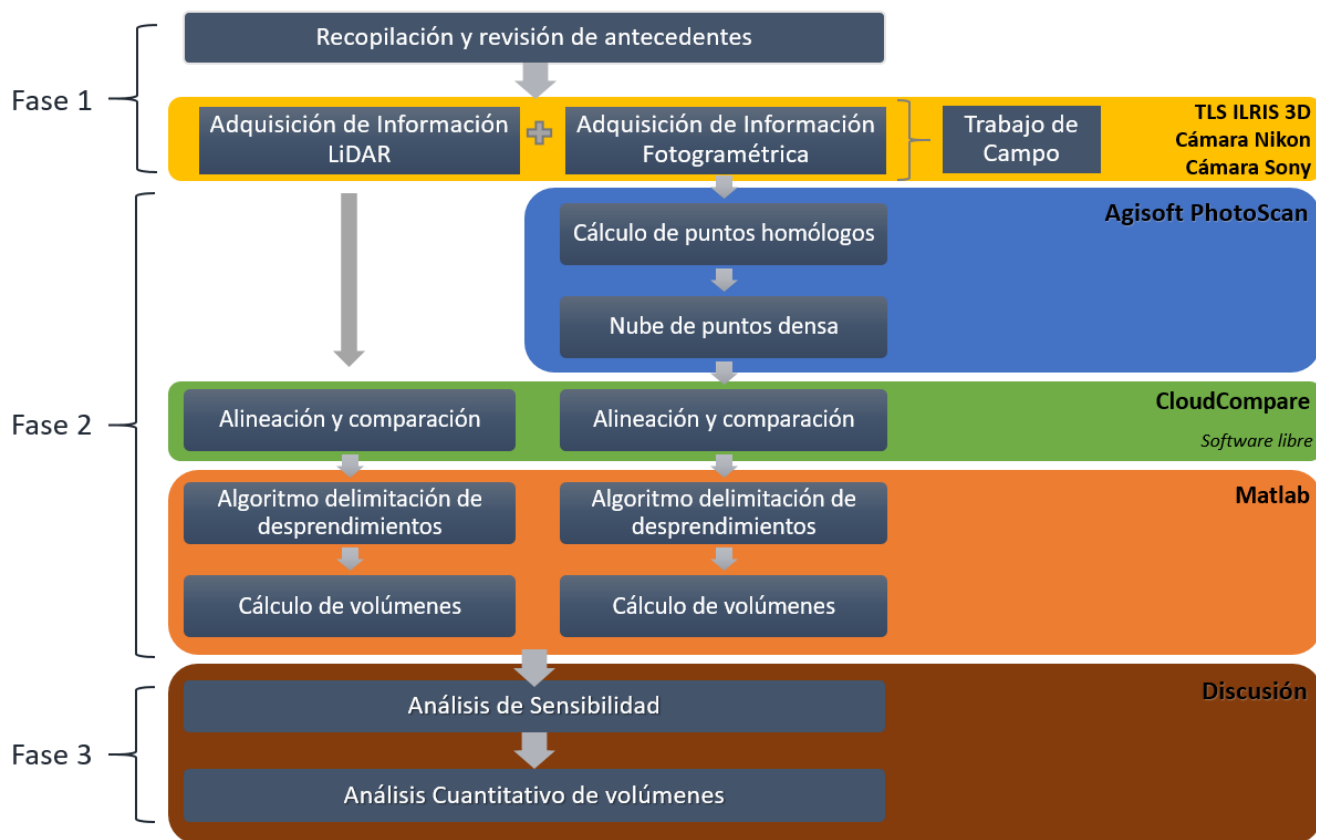 Fase 1
Recopilación y revisión de antecedentes
Adquisición de Información
LiDAR
Adquisición de Información
Fotogramétrica
Trabajo de
Campo
TLS ILRIS 3D
Cámara Nikon
Cámara Sony
Fase 2
Agisoft PhotoScan
Cálculo de puntos homólogos
Nube de puntos densa
CloudCompare
Software libre
Alineación y comparación
Alineación y comparación
Matlab
Algoritmo delimitación de
desprendimientos
Algoritmo delimitación de
desprendimientos
Cálculo de volúmenes
Cálculo de volúmenes
Fase 3
Discusión
Análisis de Sensibilidad
Análisis Cuantitativo de volúmenes